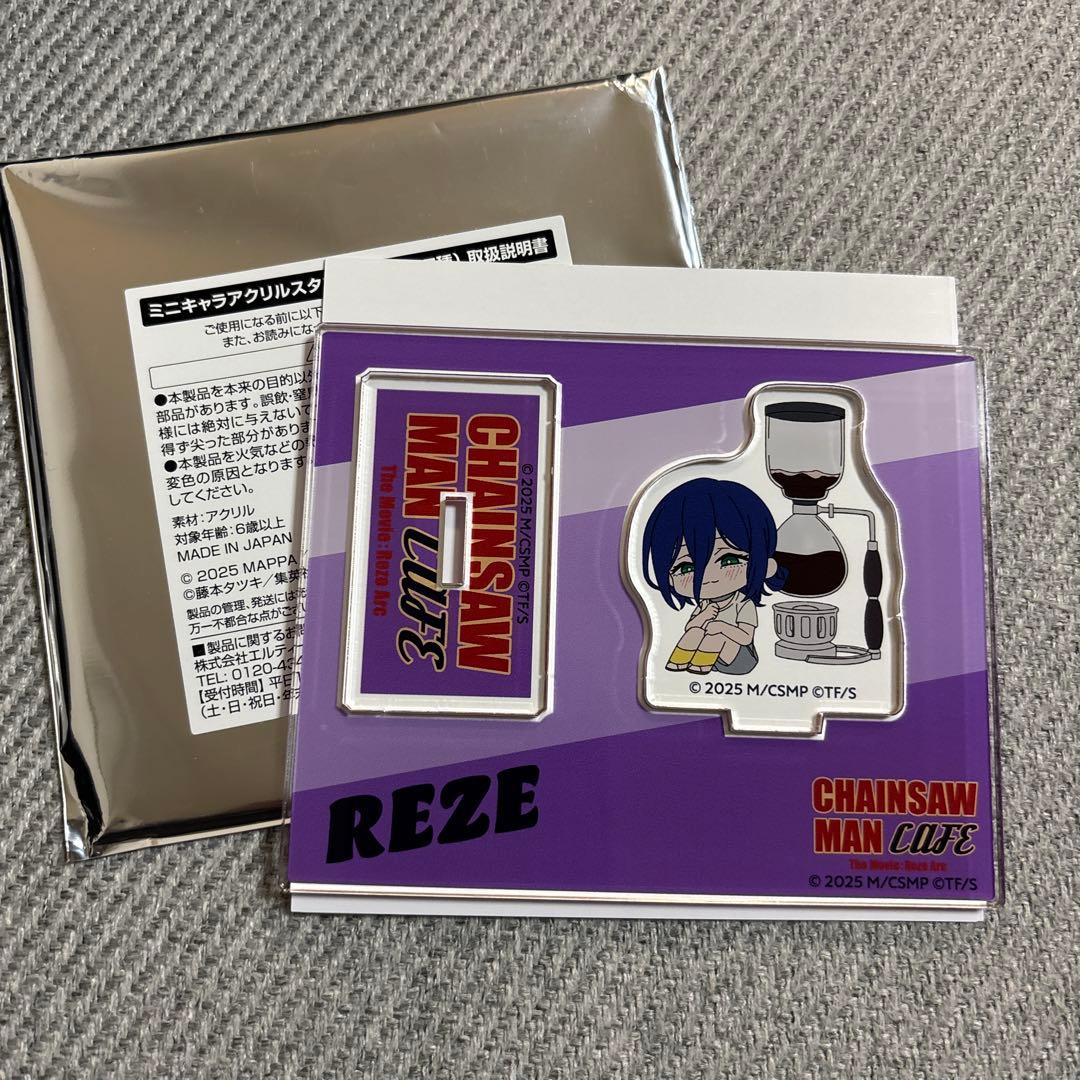 ミニキャラアクリルスタ
種）取扱説明書
ご使用になる前に以下
また、お読みにな
●本製品を本来の目的以外
部品があります。誤飲・窒息
様には絶対に与えないで
得ず尖った部分があります
●本製品を火気などの
変色の原因となります
してください。
素材：アクリル
対象年齢：6歳以上
MADE IN JAPAN
© 2025 MAPPA
©藤本タツキ／集英社
製品の管理、発送には
万一不都合な点がご
■製品に関するお問
株式会社エルディ
TEL: 0120-434
【受付時間】平日
（土・日・祝日・年
CHAINSAW
MAN CAFE
The Movie: Reze Arc
© 2025 M/CSMP ©TF/S
© 2025 M/CSMP ©TF/S
REZE
CHAINSAW
MAN CAFE
The Movie: Reze Arc
© 2025 M/CSMP ©TF/S